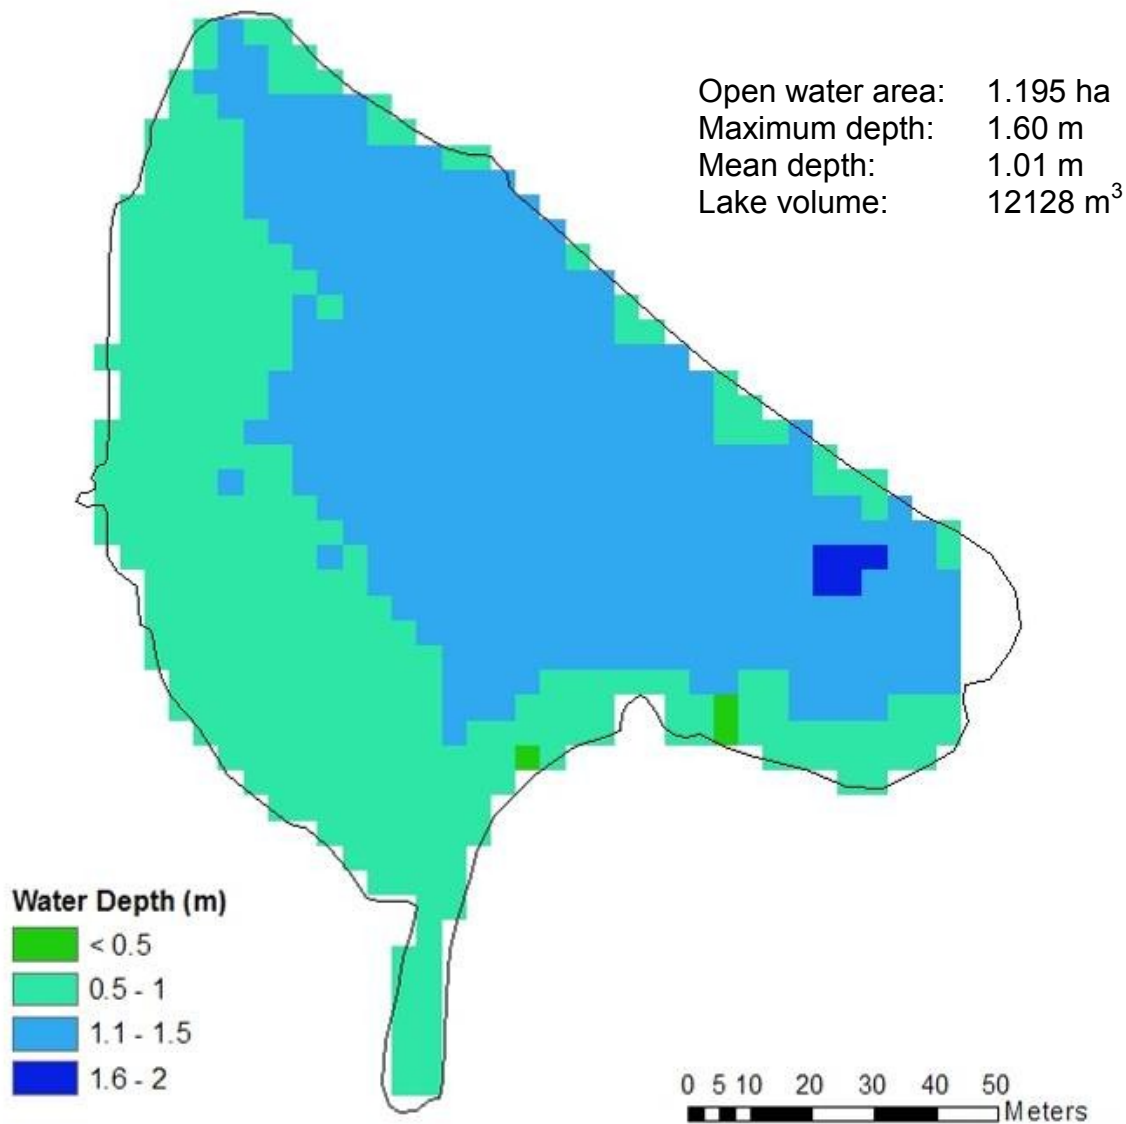 Open water area: 1.195 ha
Maximum depth: 1.60 m
Mean depth: 1.01 m
Lake volume: 12128 m³
Water Depth (m)
< 0.5
0.5 - 1
1.1 - 1.5
1.6 - 2
0 5 10 20 30 40 50
Meters